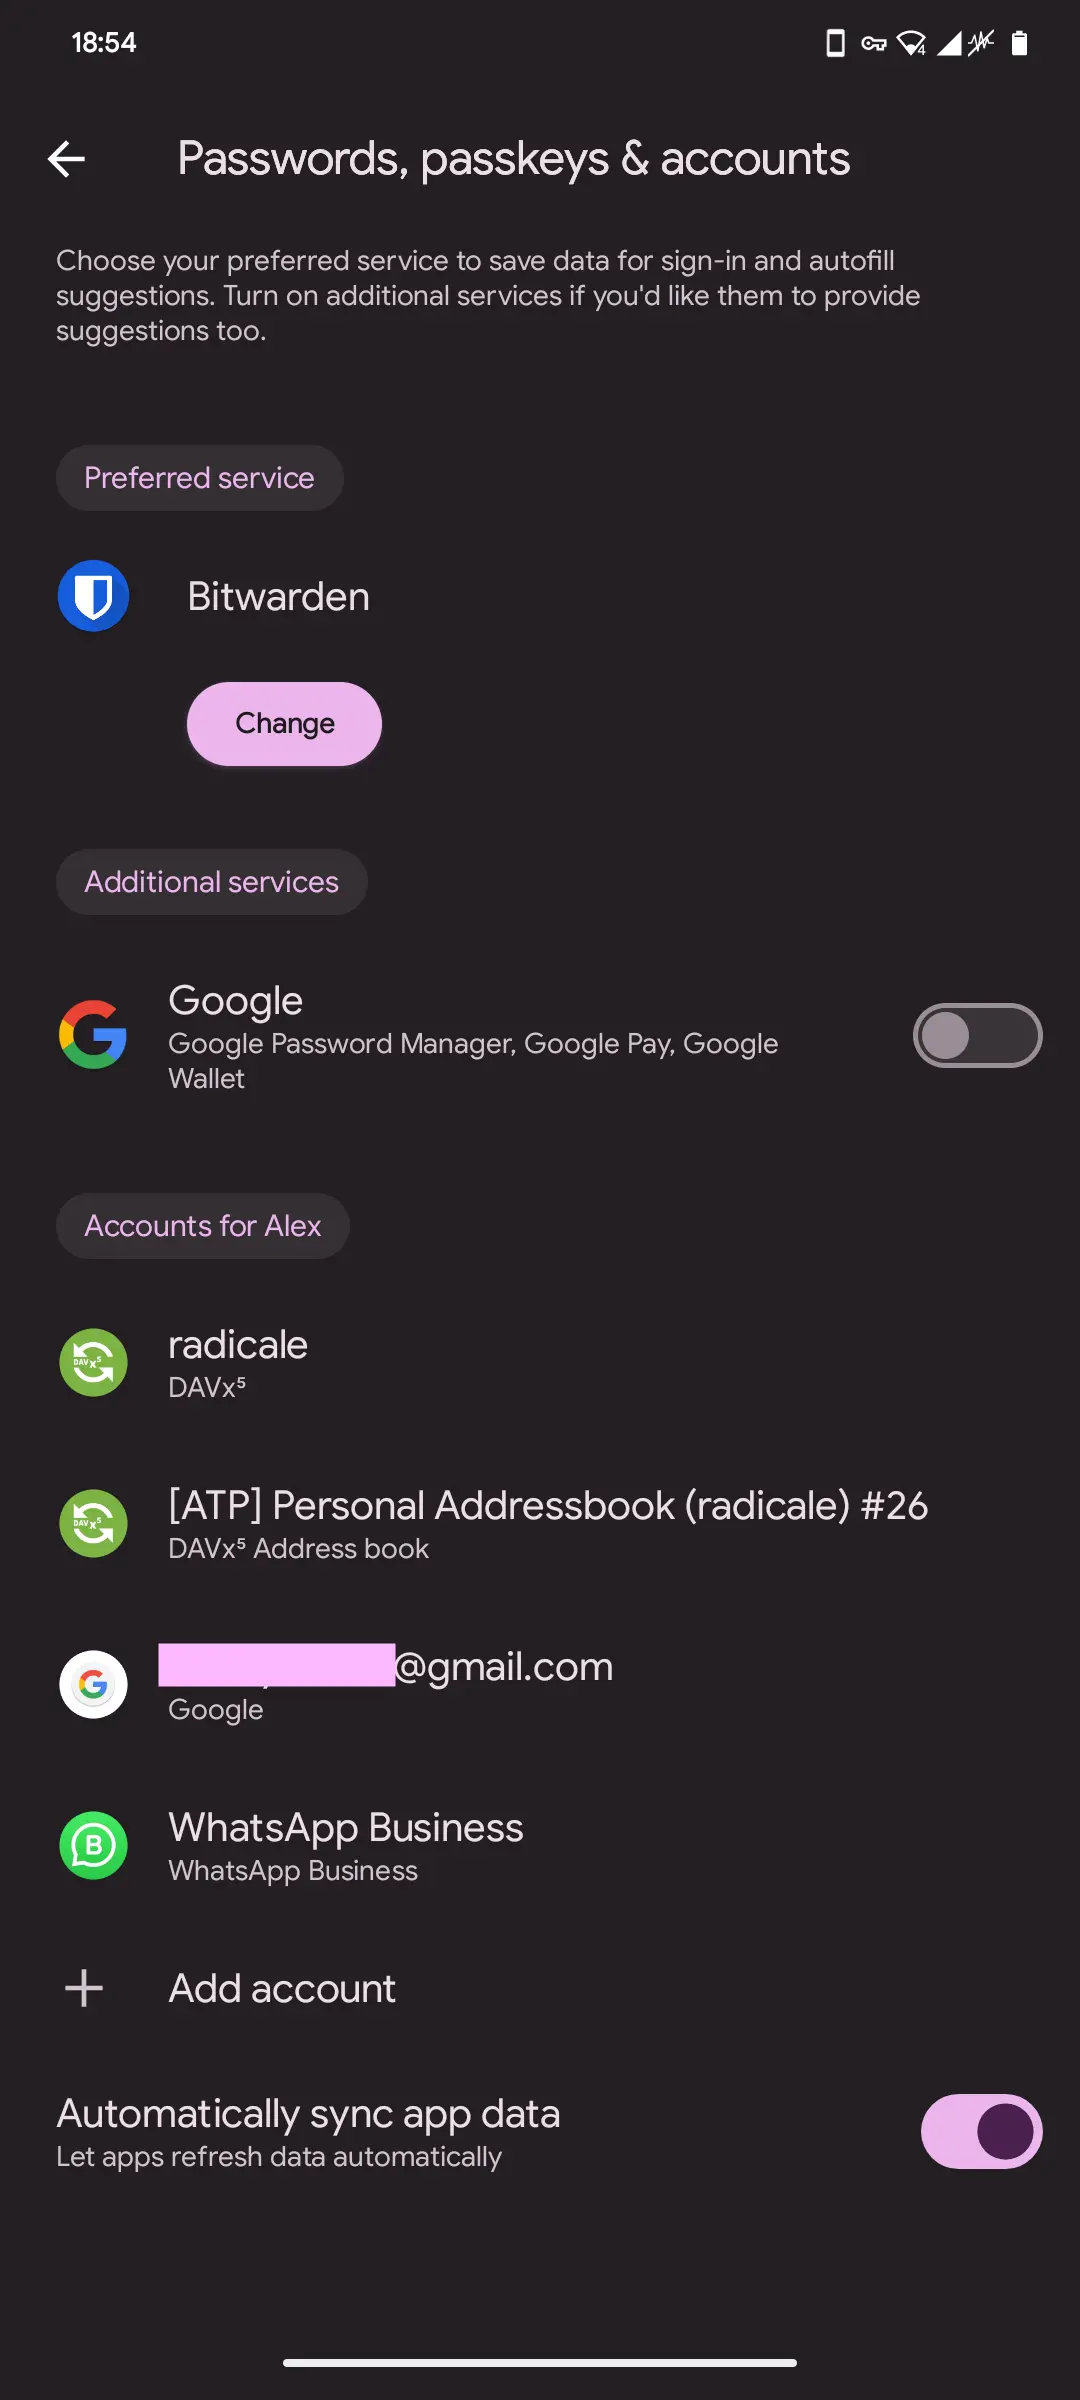 18:54
Passwords, passkeys & accounts
Choose your preferred service to save data for sign-in and autofill
suggestions. Turn on additional services if you'd like them to provide
suggestions too.
Preferred service
Bitwarden
Change
Additional services
Google
Google Password Manager, Google Pay, Google
Wallet
Accounts for Alex
radicale
DAVx⁵
[ATP] Personal Addressbook (radicale) #26
DAVx⁵ Address book
@gmail.com
Google
WhatsApp Business
WhatsApp Business
Add account
Automatically sync app data
Let apps refresh data automatically